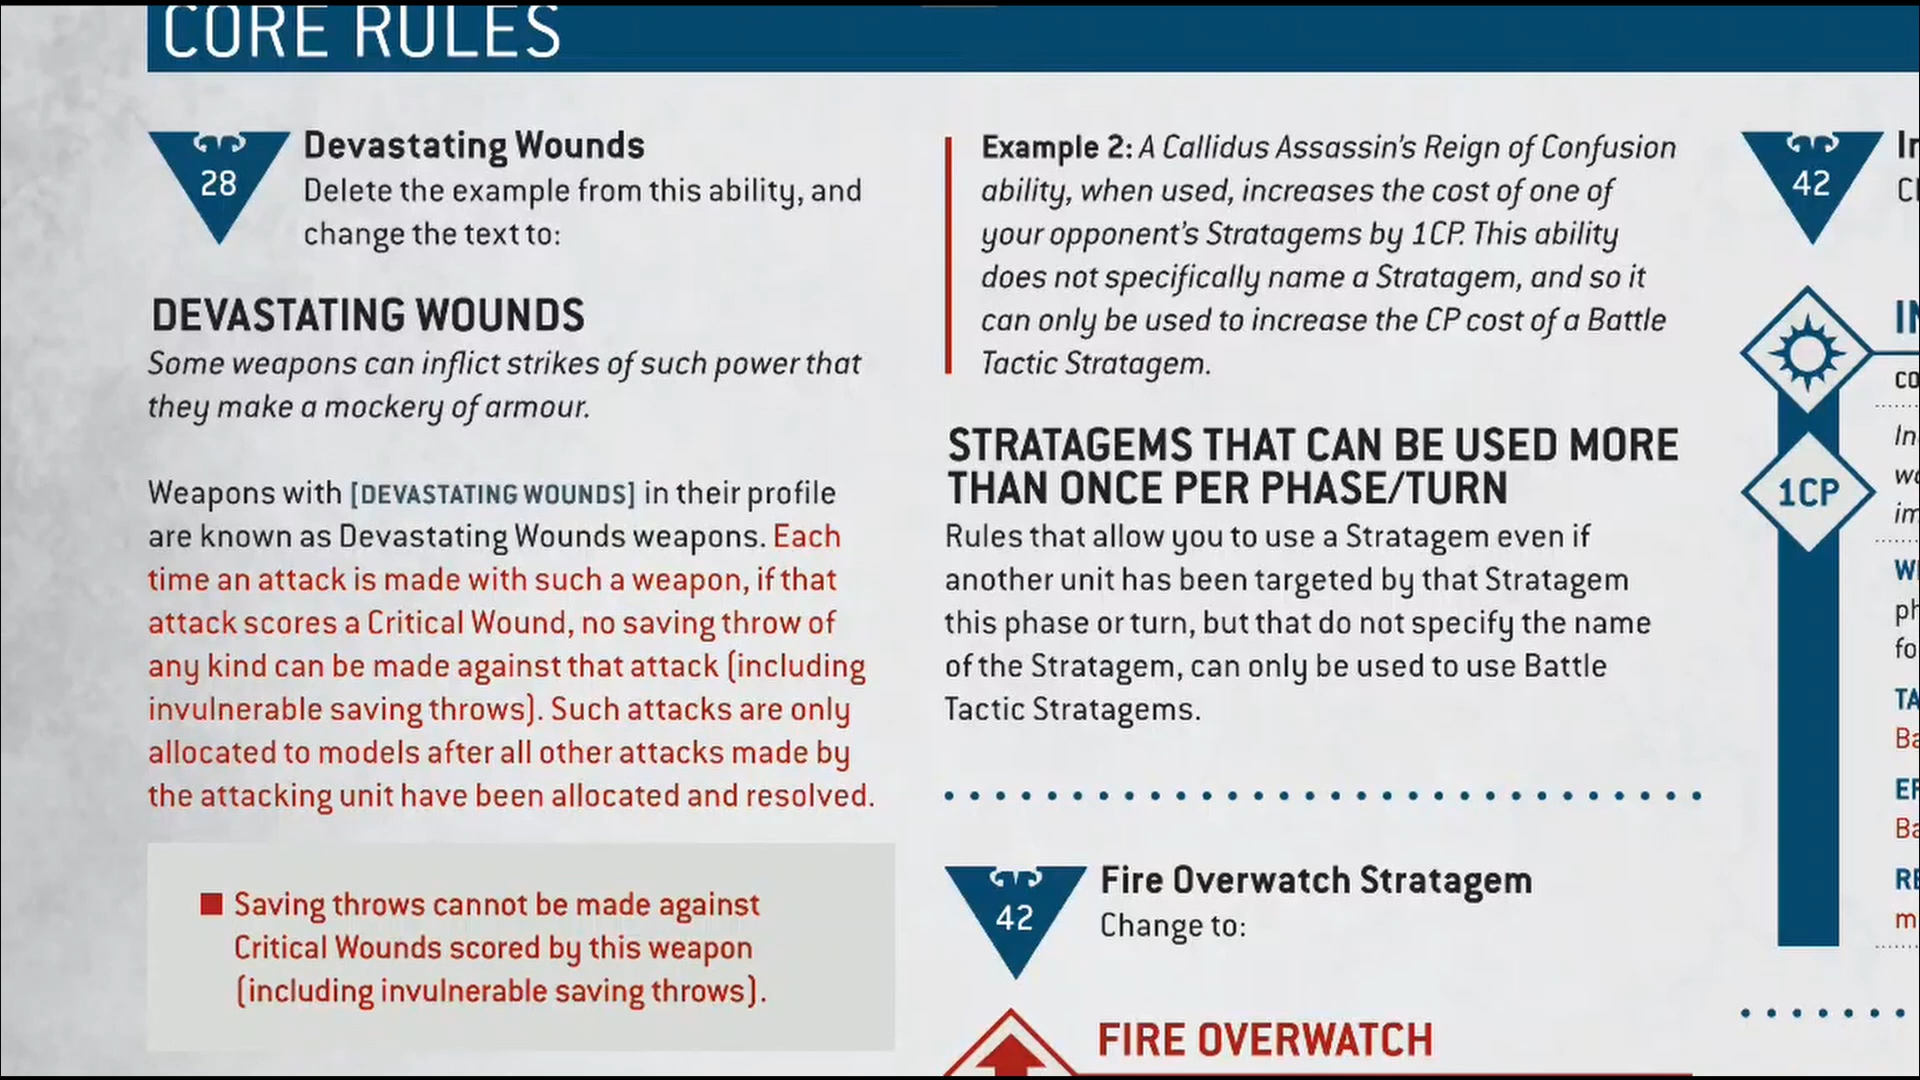 CORE RULES
28
Devastating Wounds
Delete the example from this ability, and
change the text to:
DEVASTATING WOUNDS
Some weapons can inflict strikes of such power that
they make a mockery of armour.
Weapons with [DEVASTATING WOUNDS] in their profile
are known as Devastating Wounds weapons. Each
time an attack is made with such a weapon, if that
attack scores a Critical Wound, no saving throw of
any kind can be made against that attack (including
invulnerable saving throws). Such attacks are only
allocated to models after all other attacks made by
the attacking unit have been allocated and resolved.
Saving throws cannot be made against
Critical Wounds scored by this weapon
(including invulnerable saving throws).
Example 2: A Callidus Assassin's Reign of Confusion
ability, when used, increases the cost of one of
your opponent's Stratagems by 1CP. This ability
does not specifically name a Stratagem, and so it
can only be used to increase the CP cost of a Battle
Tactic Stratagem.
STRATAGEMS THAT CAN BE USED MORE
THAN ONCE PER PHASE/TURN
Rules that allow you to use a Stratagem even if
another unit has been targeted by that Stratagem
this phase or turn, but that do not specify the name
of the Stratagem, can only be used to use Battle
Tactic Stratagems.
42
Fire Overwatch Stratagem
Change to:
FIRE OVERWATCH
42
1CP